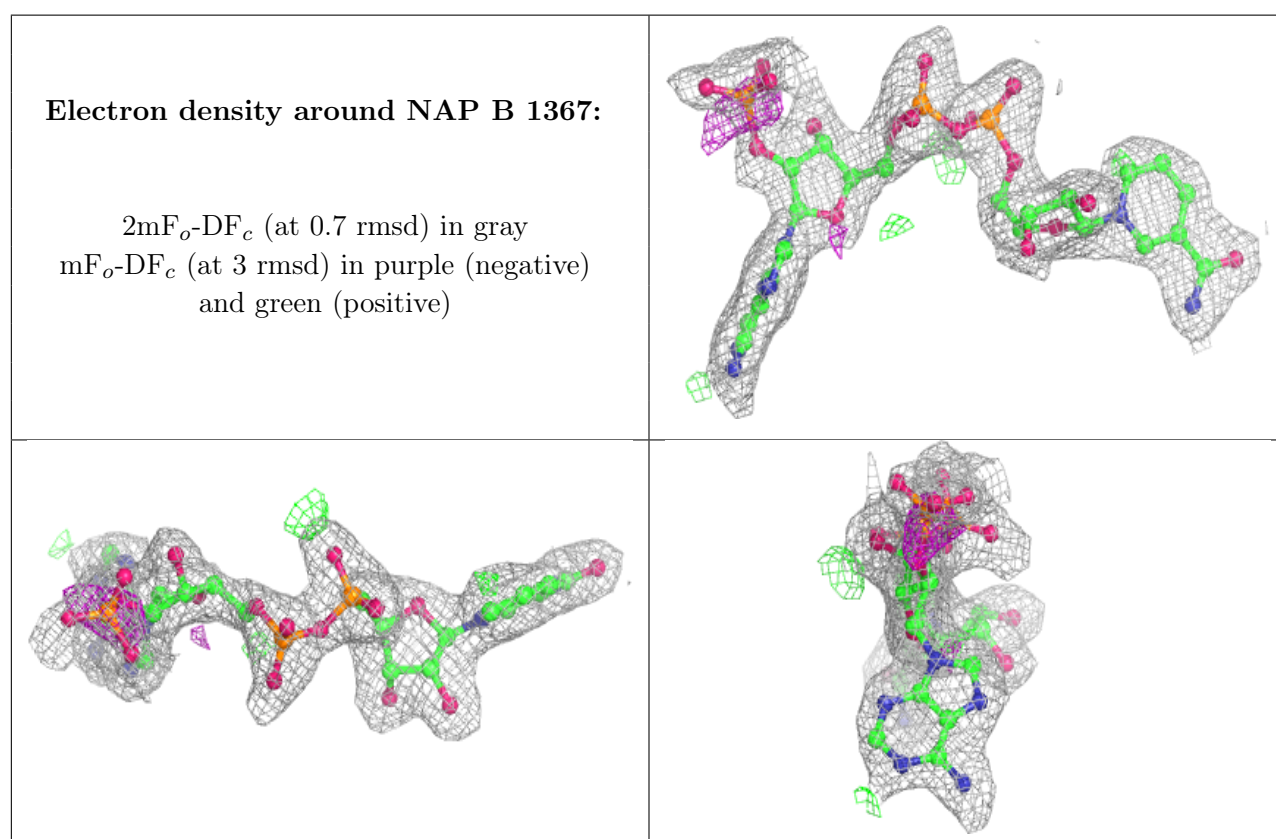 Electron density around NAP B 1367:
2mFo-DFc (at 0.7 rmsd) in gray
mFo-DFc (at 3 rmsd) in purple (negative)
and green (positive)